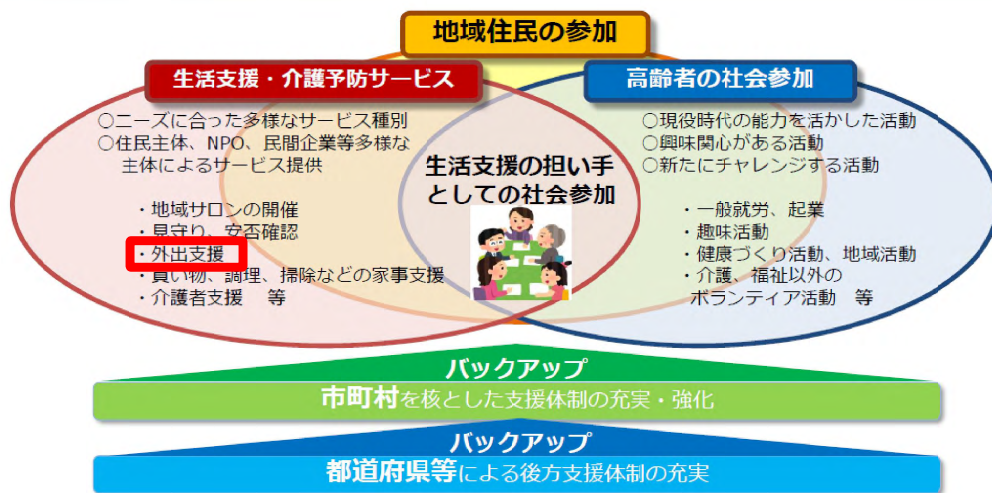 地域住民の参加
生活支援・介護予防サービス
○ニーズに合った多様なサービス種別
○住民主体、NPO、民間企業等多様な
主体によるサービス提供
・地域サロンの開催
・見守り、安否確認
・外出支援
・買い物、調理、掃除などの家事支援
・介護者支援　等
生活支援の担い手
としての社会参加
高齢者の社会参加
○現役時代の能力を活かした活動
○興味関心がある活動
○新たにチャレンジする活動
・一般就労、起業
・趣味活動
・健康づくり活動、地域活動
・介護、福祉以外の
ボランティア活動　等
バックアップ
市町村を核とした支援体制の充実・強化
バックアップ
都道府県等による後方支援体制の充実